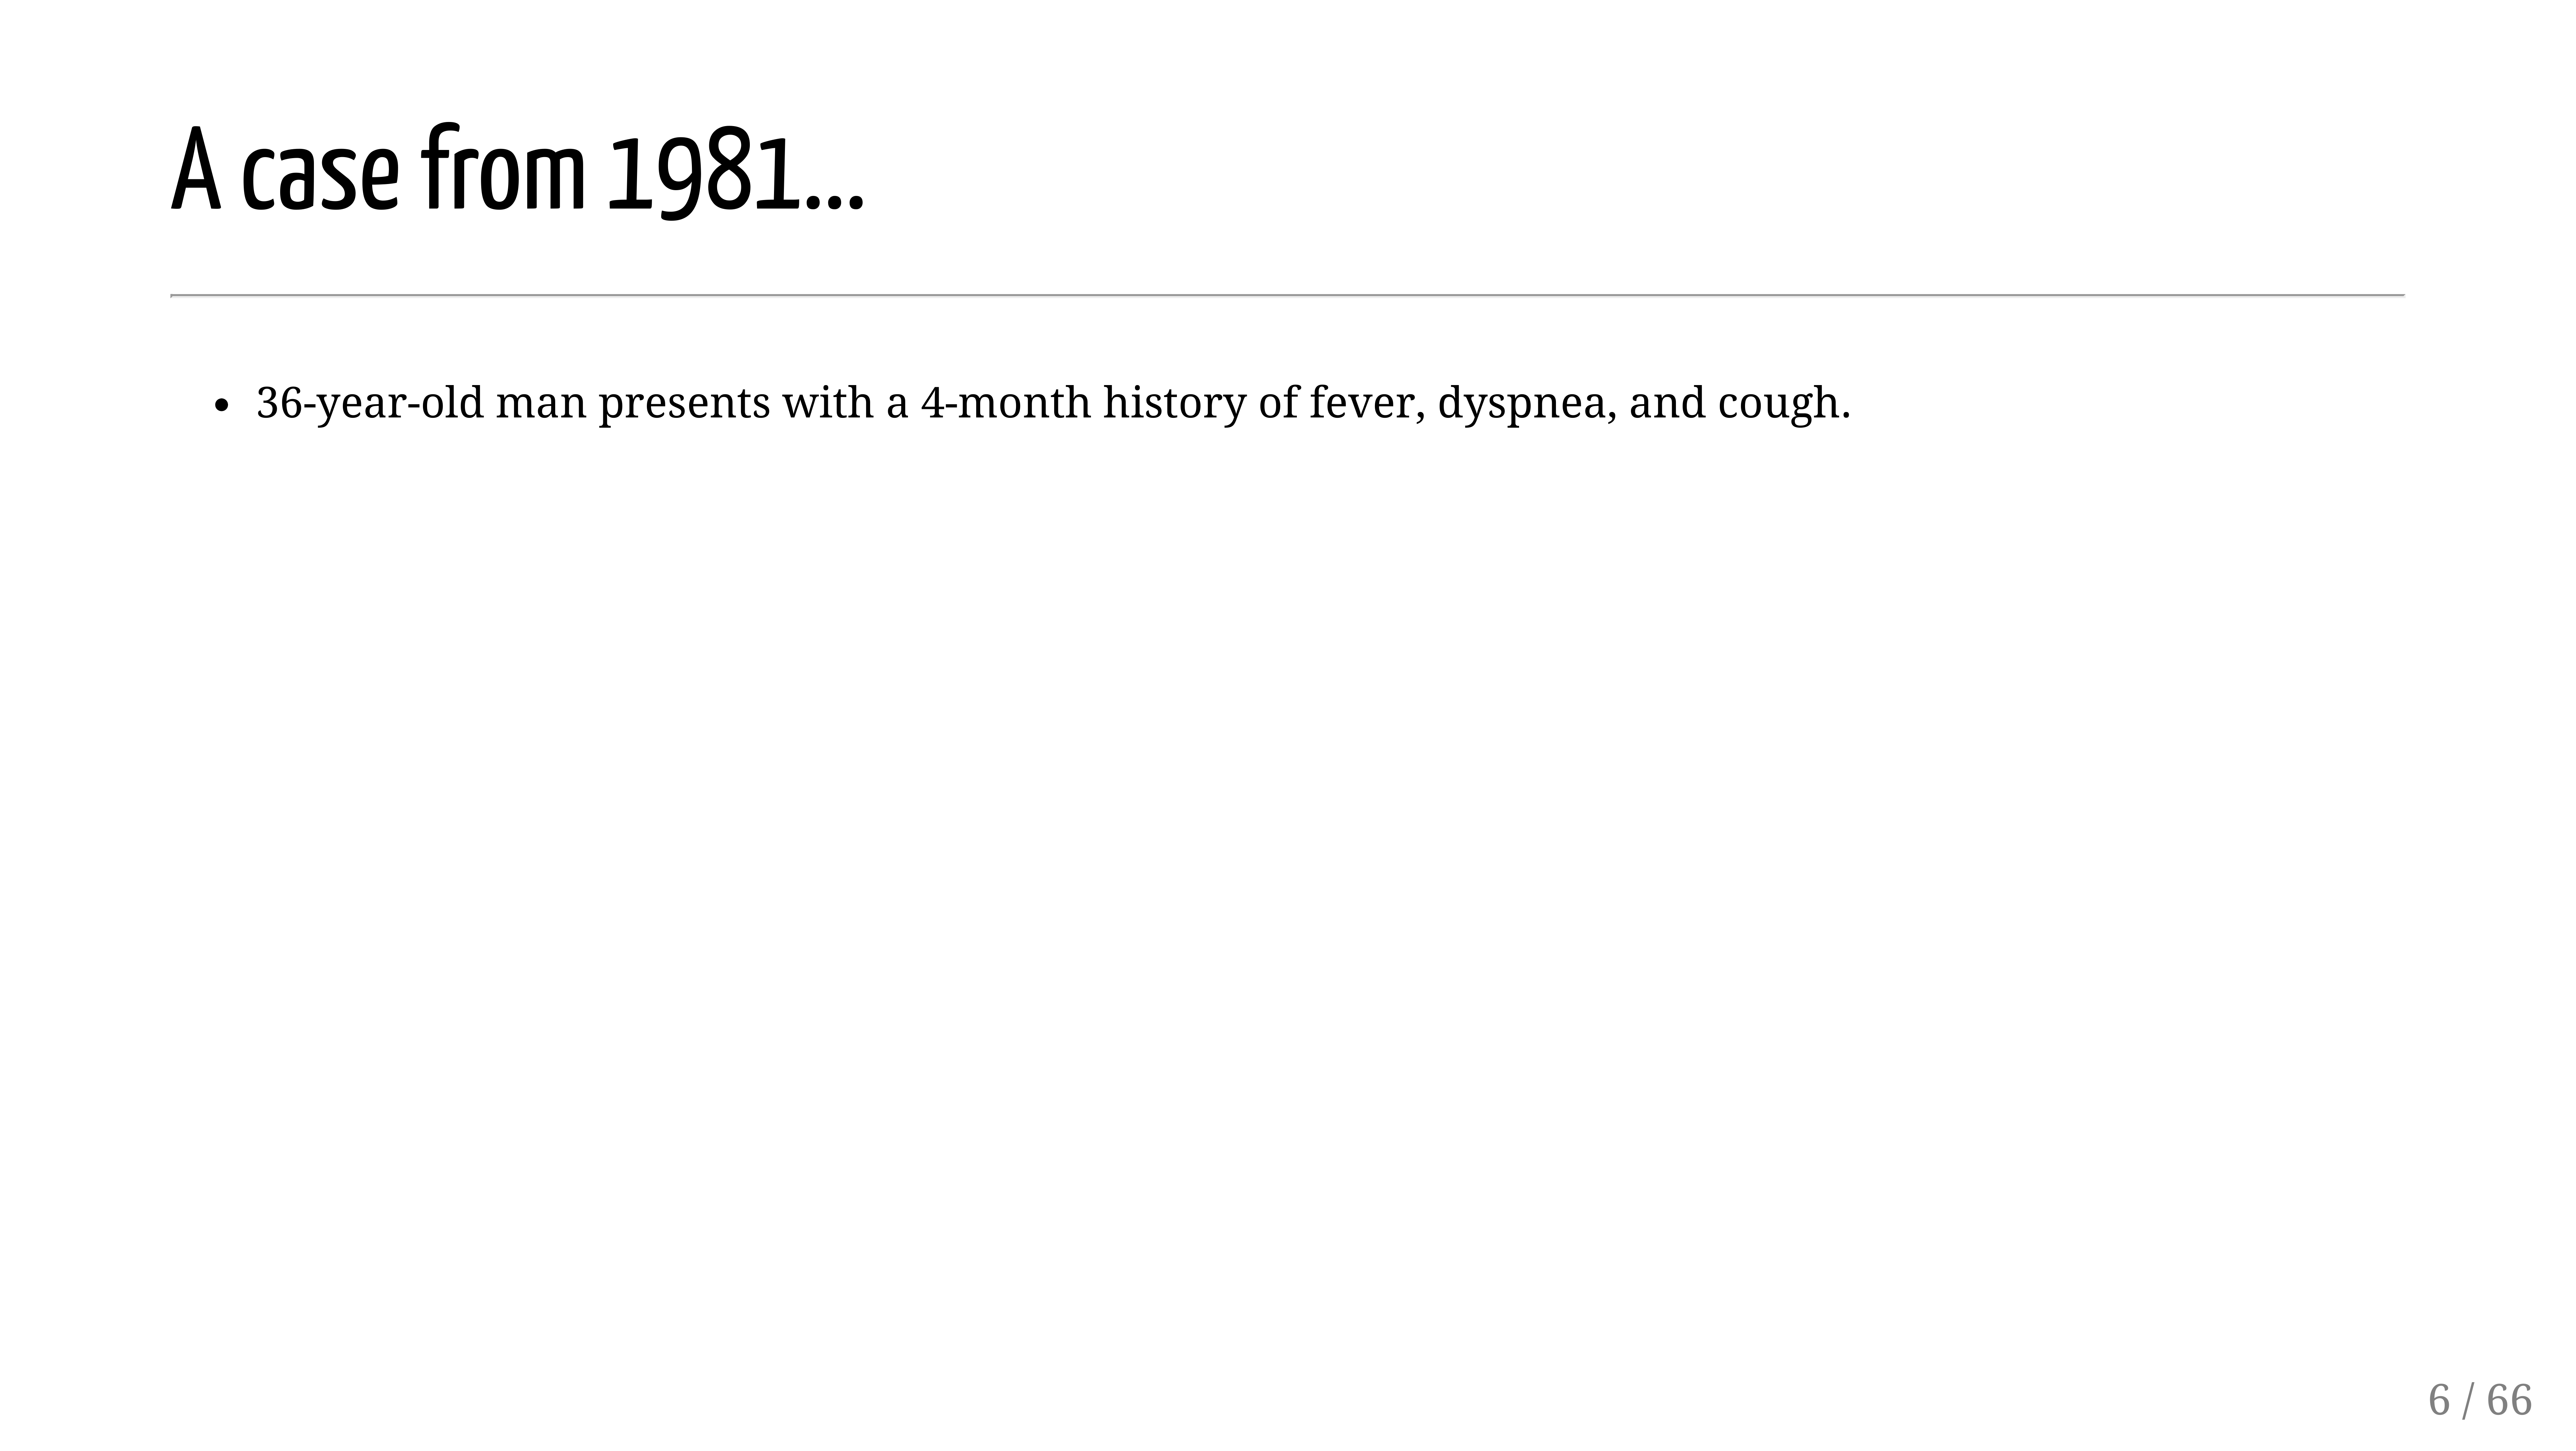 A case from 1981...
• 36-year-old man presents with a 4-month history of fever, dyspnea, and cough.
6 / 66